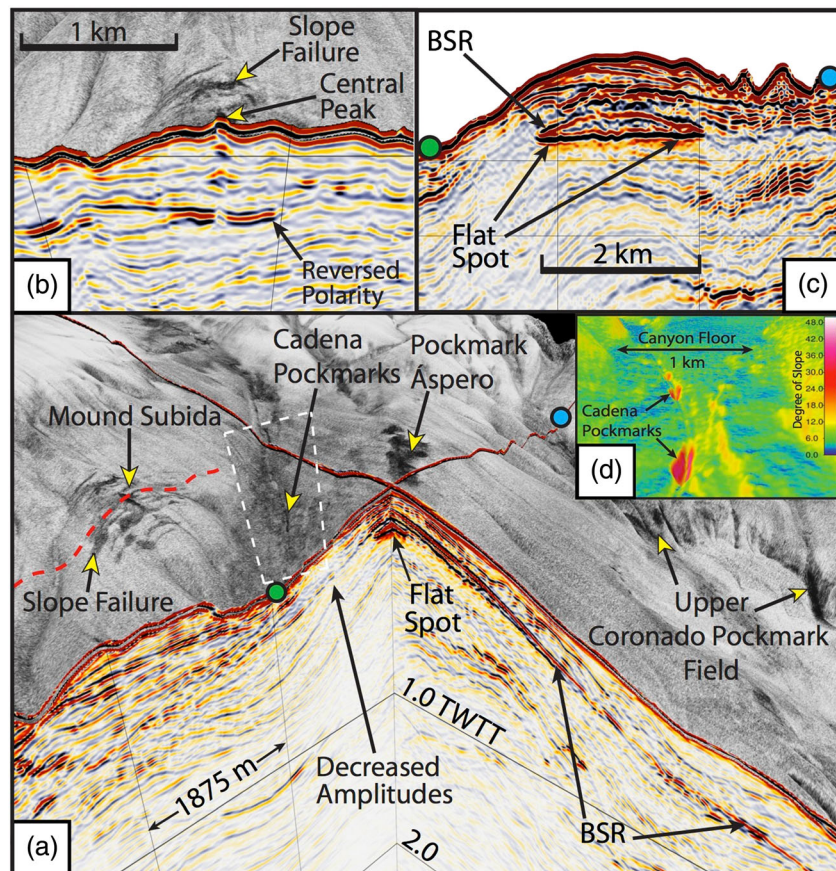 1 km
Slope
Failure
Central
Peak
Reversed
Polarity
(b)
BSR
Flat
Spot
2 km
(c)
Cadena
Pockmarks
Pockmark
Aspero
Mound Subida
Slope Failure
Flat
Spot
Upper
Coronado Pockmark
Field
1.0 TWTT
1875 m
Decreased
Amplitudes
BSR
2.0
(a)
Canyon Floor
1 km
Cadena
Pockmarks
(d)
Degree of Slope
48.0
42.0
36.0
30.0
24.0
18.0
12.0
6.0
0.0